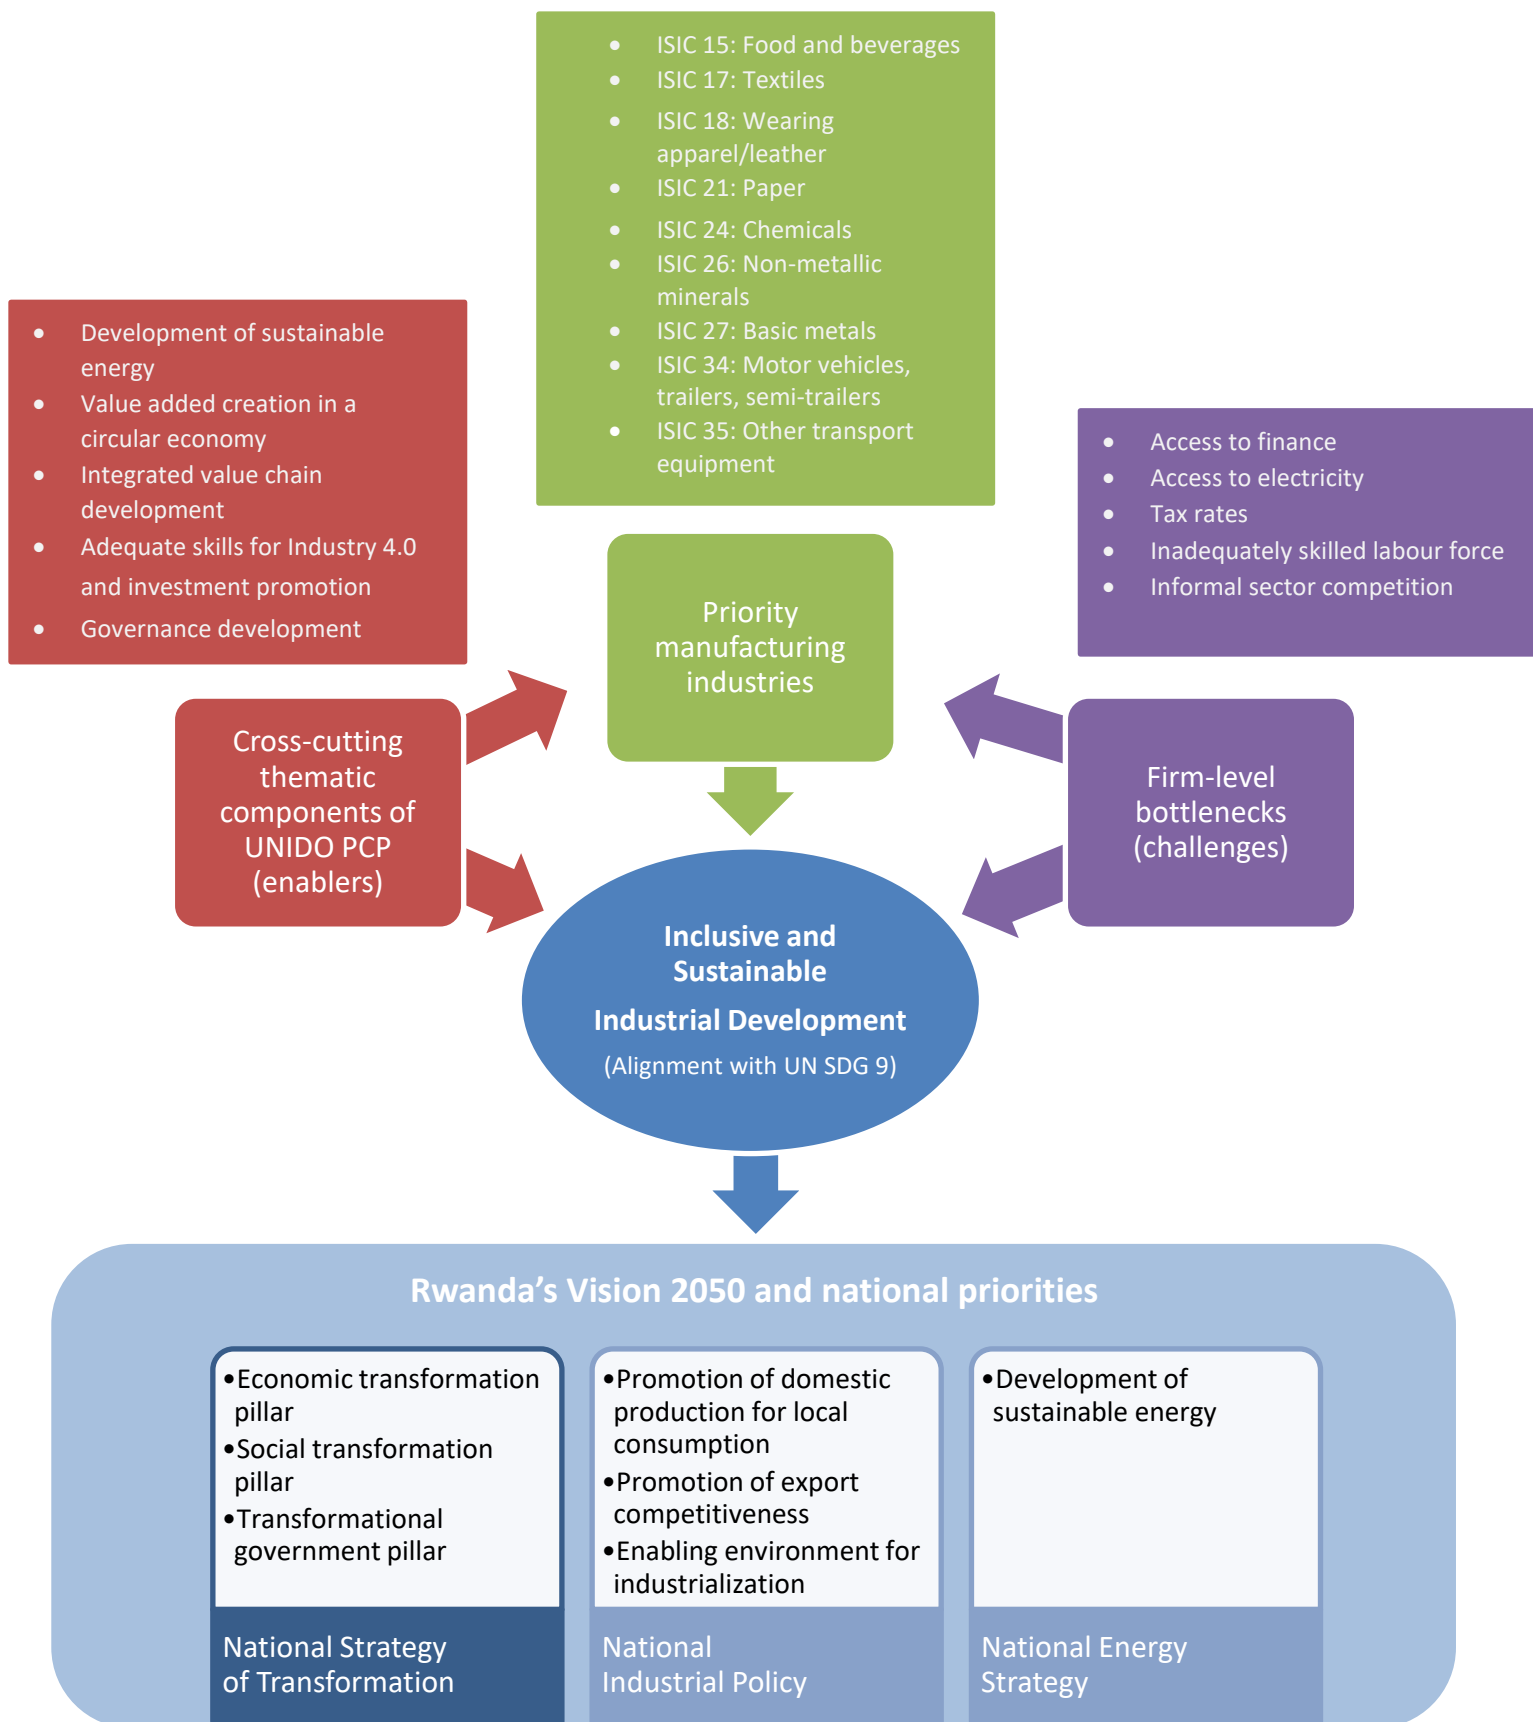 • ISIC 15: Food and beverages
• ISIC 17: Textiles
• ISIC 18: Wearing
apparel/leather
• ISIC 21: Paper
• ISIC 24: Chemicals
• ISIC 26: Non-metallic
minerals
• ISIC 27: Basic metals
• ISIC 34: Motor vehicles,
trailers, semi-trailers
• ISIC 35: Other transport
equipment
• Development of sustainable
energy
• Value added creation in a
circular economy
• Integrated value chain
development
• Adequate skills for Industry 4.0
and investment promotion
• Governance development
• Access to finance
• Access to electricity
• Tax rates
• Inadequately skilled labour force
• Informal sector competition
Priority
manufacturing
industries
Cross-cutting
thematic
components of
UNIDO PCP
(enablers)
Firm-level
bottlenecks
(challenges)
Inclusive and
Sustainable
Industrial Development
(Alignment with UN SDG 9)
Rwanda’s Vision 2050 and national priorities
•Economic transformation
pillar
•Social transformation
pillar
•Transformational
government pillar
National Strategy
of Transformation
•Promotion of domestic
production for local
consumption
•Promotion of export
competitiveness
•Enabling environment for
industrialization
National
Industrial Policy
•Development of
sustainable energy
National Energy
Strategy